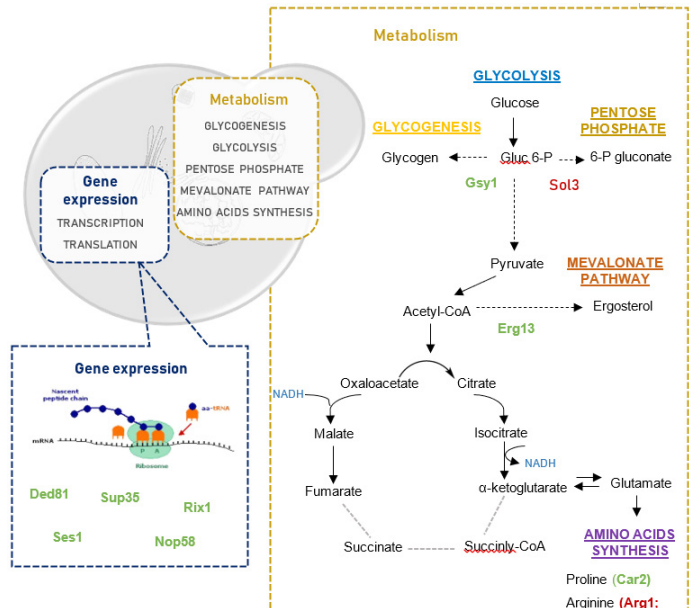 Metabolism
GLYCOLYSIS
Glucose
GLYCOGENESIS
PENTOSE
PHOSPHATE
Glycogen
Gluc 6-P
6-P gluconate
Gsy1
Sol3
Pyruvate
MEVALONATE
PATHWAY
Acetyl-CoA
Ergosterol
Erg13
Oxaloacetate
Citrate
NADH
Malate
Isocitrate
NADH
Fumarate
α-ketoglutarate
Glutamate
Succinate
Succinly-CoA
AMINO ACIDS
SYNTHESIS
Proline (Car2)
Arginine (Arg1;
Metabolism
GLYCOGENESIS
GLYCOLYSIS
PENTOSE PHOSPHATE
MEVALONATE PATHWAY
AMINO ACIDS SYNTHESIS
Gene
expression
TRANSCRIPTION
TRANSLATION
Gene expression
Nascent
peptide chain
aa-tRNA
mRNA
P A
Ribosome
Ded81
Sup35
Rix1
Ses1
Nop58